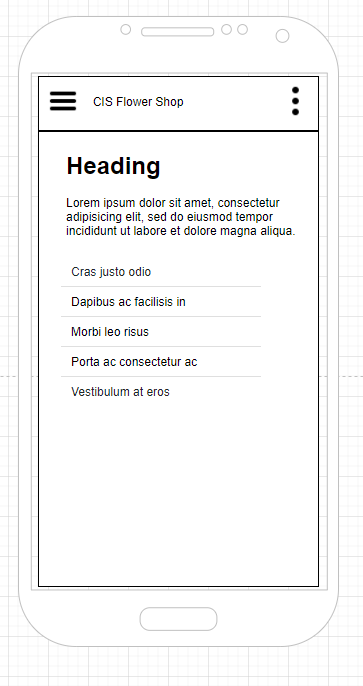 CIS Flower Shop
Heading
Lorem ipsum dolor sit amet, consectetur
adipisicing elit, sed do eiusmod tempor
incididunt ut labore et dolore magna aliqua.
Cras justo odio
Dapibus ac facilisis in
Morbi leo risus
Porta ac consectetur ac
Vestibulum at eros